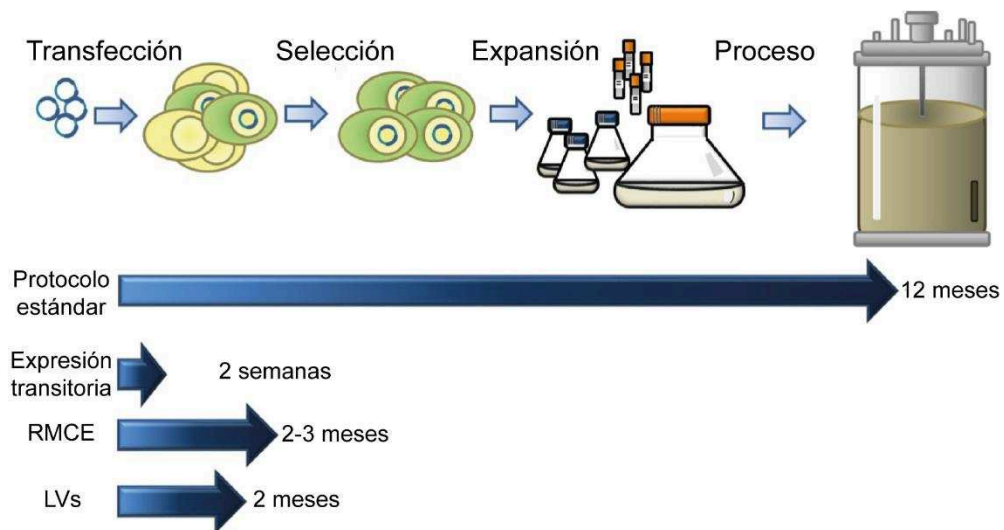 Transfección
Selección
Expansión
Proceso
Protocolo
estándar
12 meses
Expresión
transitoria
2 semanas
RMCE
2-3 meses
LVs
2 meses